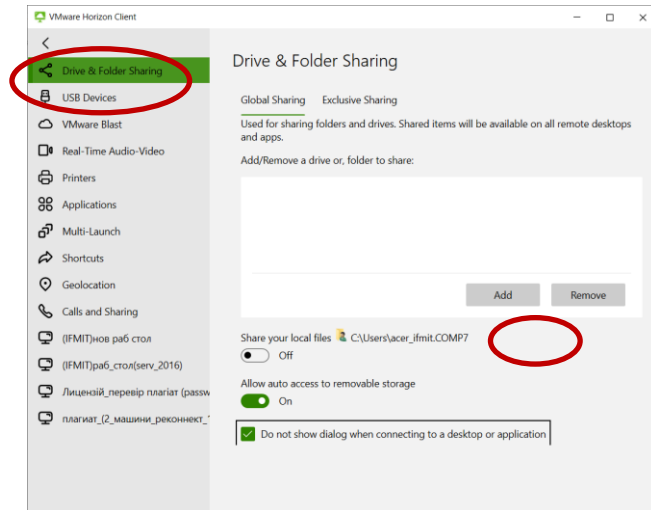 VMware Horizon Client
Drive & Folder Sharing
USB Devices
VMware Blast
Real-Time Audio-Video
Printers
Applications
Multi-Launch
Shortcuts
Geolocation
Calls and Sharing
(IFMIT)нов раб стол
(IFMIT)раб_стол(serv_2016)
Лицензій_перевір плагіат (passw
плагиат_(2_машини_реконнект_
Drive & Folder Sharing
Global Sharing Exclusive Sharing
Used for sharing folders and drives. Shared items will be available on all remote desktops
and apps.
Add/Remove a drive or, folder to share:
Add Remove
Share your local files C:\Users\acer_ifmit.COMP7
Off
Allow auto access to removable storage
On
Do not show dialog when connecting to a desktop or application